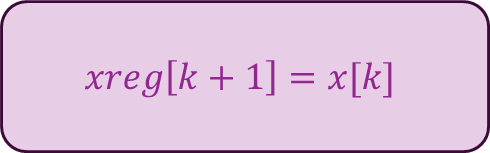 xreg[k + 1] = x[k]